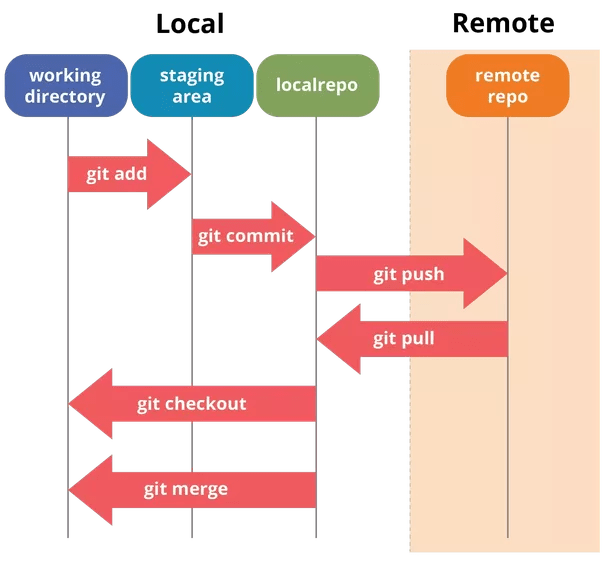 Local
Remote
working
directory
staging
area
localrepo
remote
repo
git add
git commit
git push
git pull
git checkout
git merge